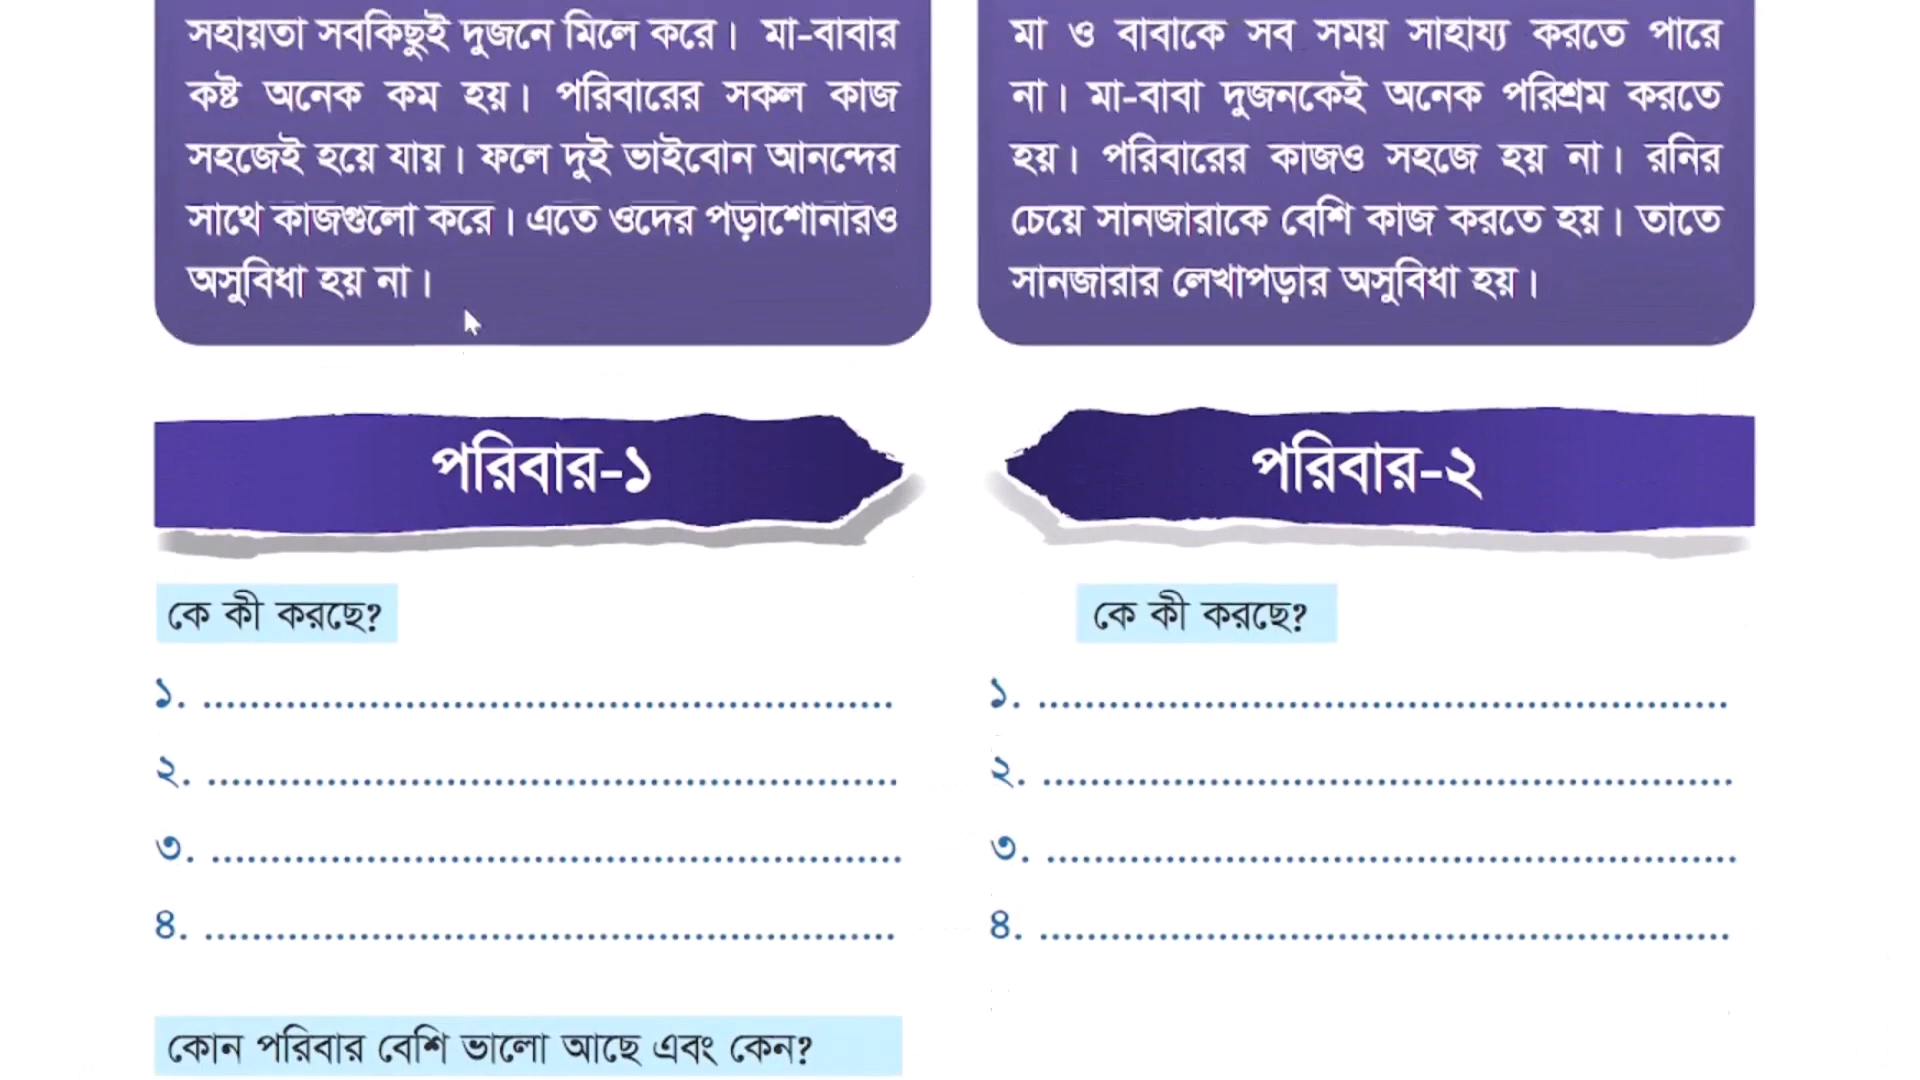 সহায়তা সবকিছুই দুজনে মিলে করে। মা-বাবার
কষ্ট অনেক কম হয়। পরিবারের সকল কাজ
সহজেই হয়ে যায়। ফলে দুই ভাইবোন আনন্দের
সাথে কাজগুলো করে। এতে ওদের পড়াশোনারও
অসুবিধা হয় না।
মা ও বাবাকে সব সময় সাহায্য করতে পারে
না। মা-বাবা দুজনকেই অনেক পরিশ্রম করতে
হয়। পরিবারের কাজও সহজে হয় না। রনির
চেয়ে সানজারাকে বেশি কাজ করতে হয়। তাতে
সানজারার লেখাপড়ার অসুবিধা হয়।
পরিবার-১
কে কী করছে?
১. ..........................................................
২. ..........................................................
৩. ..........................................................
৪. ..........................................................
পরিবার-২
কে কী করছে?
১. ..........................................................
২. ..........................................................
৩. ..........................................................
৪. ..........................................................
কোন পরিবার বেশি ভালো আছে এবং কেন?